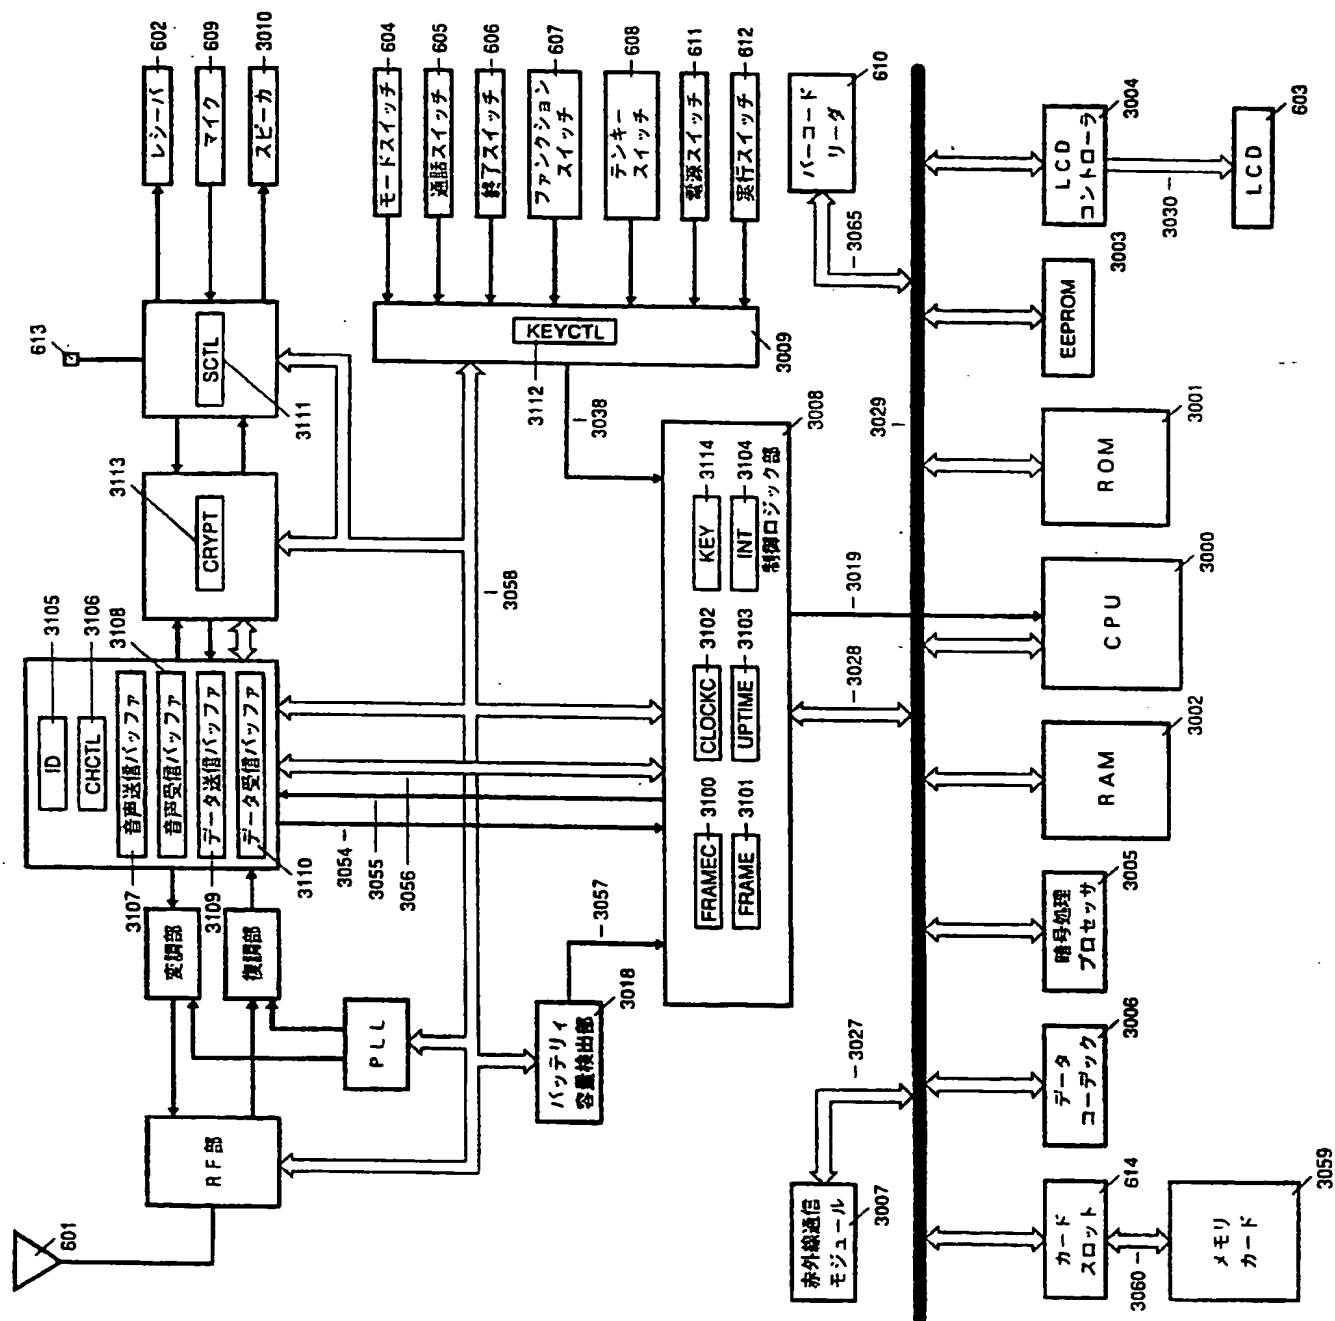 601
RF部
変調部
復調部
PLL
3107
3109
3110
ID
CHCTL
音声送信バッファ
音声受信バッファ
データ送信バッファ
データ受信バッファ
3105
3106
3108
3113
CRYPT
3111
SCTL
613
レシーバ
602
マイク
609
スピーカ
3010
3054
3055
3056
3058
バッテリィ
容量検出部
3018
3057
KEYCTL
3112
3009
3038
モードスイッチ
604
通話スイッチ
605
終了スイッチ
606
ファンクション
スイッチ
607
テンキー
スイッチ
608
電源スイッチ
611
実行スイッチ
612
FRAMEC
3100
CLOCKC
3102
KEY
3114
FRAME
3101
UPTIME
3103
INT
3104
制御ロジック部
3008
赤外線通信
モジュール
3007
3027
3028
3019
3029
バーコード
リーダ
610
3065
カード
スロット
614
3060
メモリ
カード
3059
データ
コーデック
3006
暗号処理
プロセッサ
3005
RAM
3002
CPU
3000
ROM
3001
EEPROM
3003
LCD
コントローラ
3004
3030
LCD
603